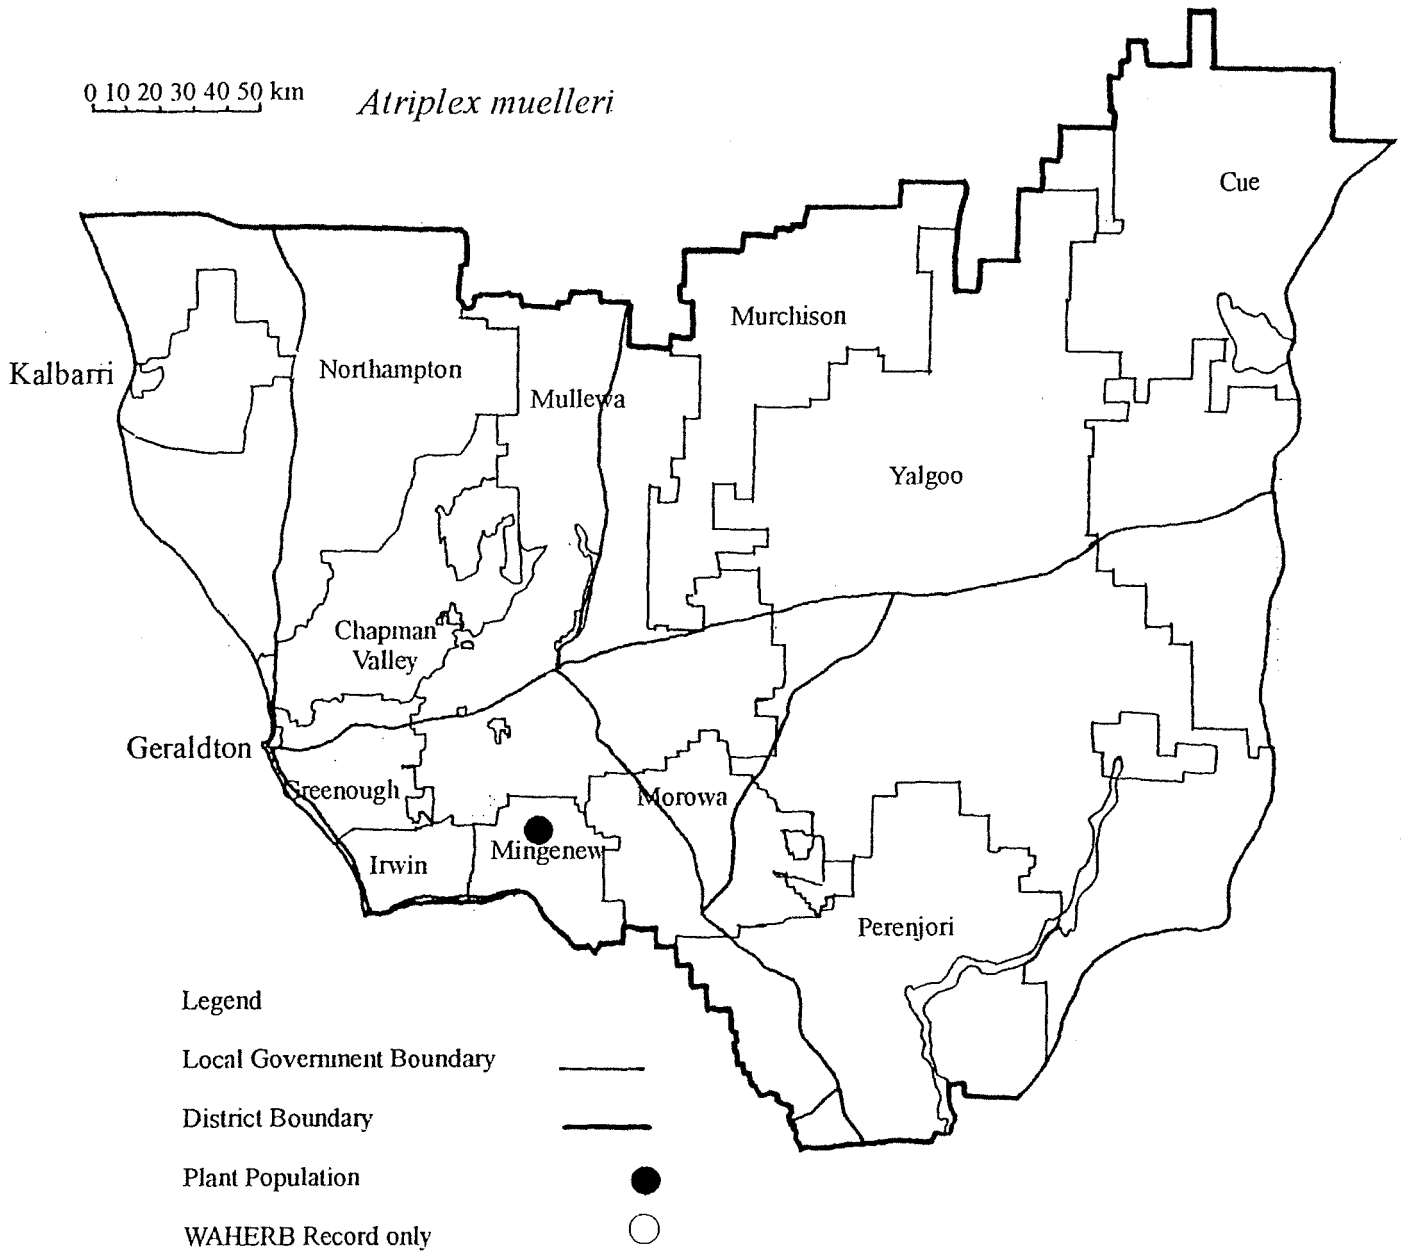 0 10 20 30 40 50 km
Atriplex muelleri
Cue
Murchison
Kalbarri
Northampton
Mullewa
Yalgoo
Chapman
Valley
Geraldton
Greenough
Morowa
Mingenew
Irwin
Perenjori
Legend
Local Government Boundary
District Boundary
Plant Population
WAHERB Record only